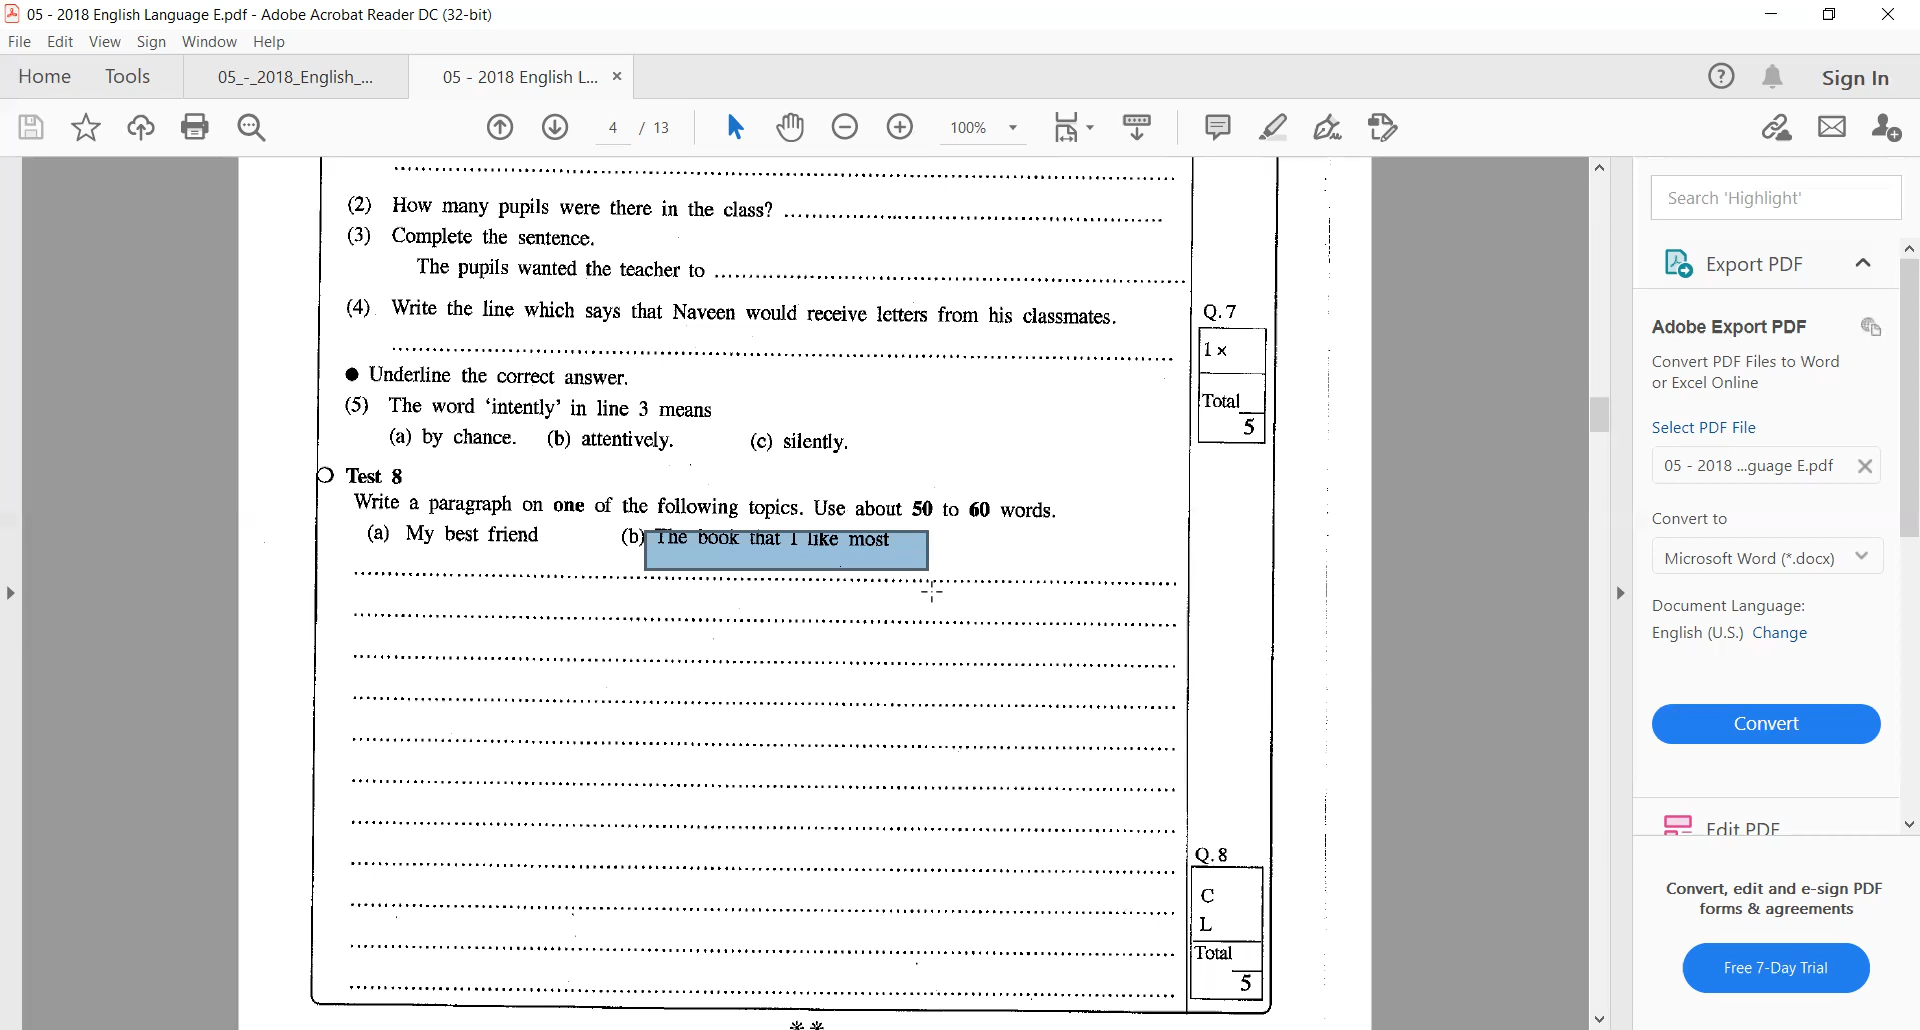 05 - 2018 English Language E.pdf - Adobe Acrobat Reader DC (32-bit)
File Edit View Sign Window Help
Home Tools 05_-_2018_English_... 05 - 2018 English L... × Sign In
4 / 13 100%
(2) How many pupils were there in the class? ..........
(3) Complete the sentence.
The pupils wanted the teacher to ..........
(4) Write the line which says that Naveen would receive letters from his classmates.
● Underline the correct answer.
(5) The word ‘intently’ in line 3 means
(a) by chance. (b) attentively. (c) silently.
Q.7
1 x
Total
5
Test 8
Write a paragraph on one of the following topics. Use about 50 to 60 words.
(a) My best friend (b) The book that I like most
Q.8
C
L
Total
5
**
Search 'Highlight'
Export PDF
Adobe Export PDF
Convert PDF Files to Word
or Excel Online
Select PDF File
05 - 2018 ...guage E.pdf
Convert to
Microsoft Word (*.docx)
Document Language:
English (U.S.) Change
Convert
Edit PDF
Convert, edit and e-sign PDF
forms & agreements
Free 7-Day Trial